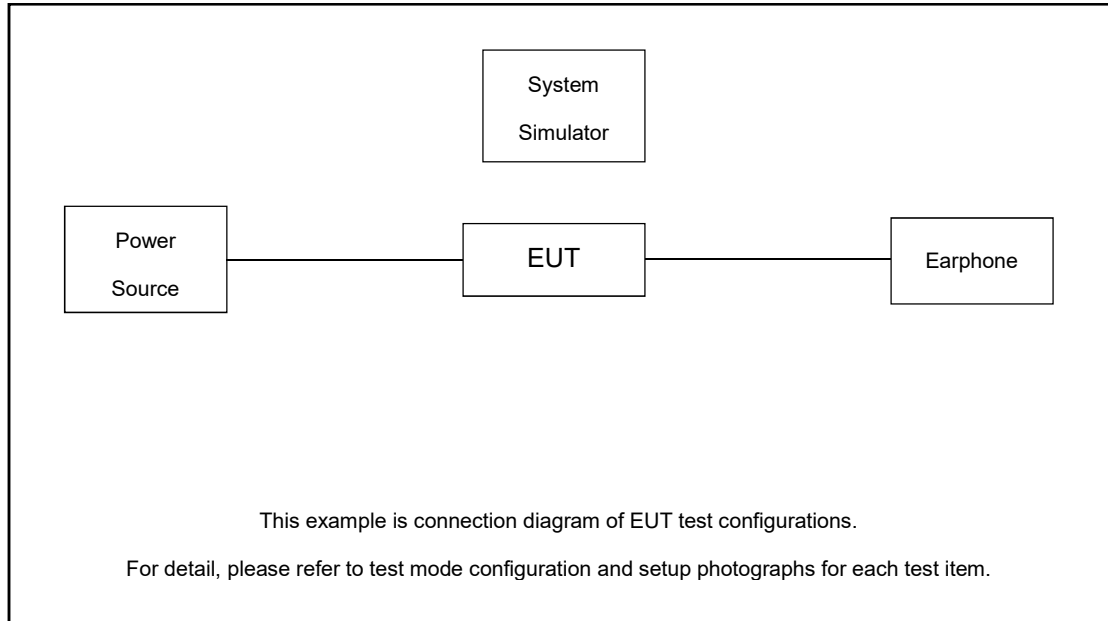 System
Simulator
Power
Source
EUT
Earphone
This example is connection diagram of EUT test configurations.
For detail, please refer to test mode configuration and setup photographs for each test item.